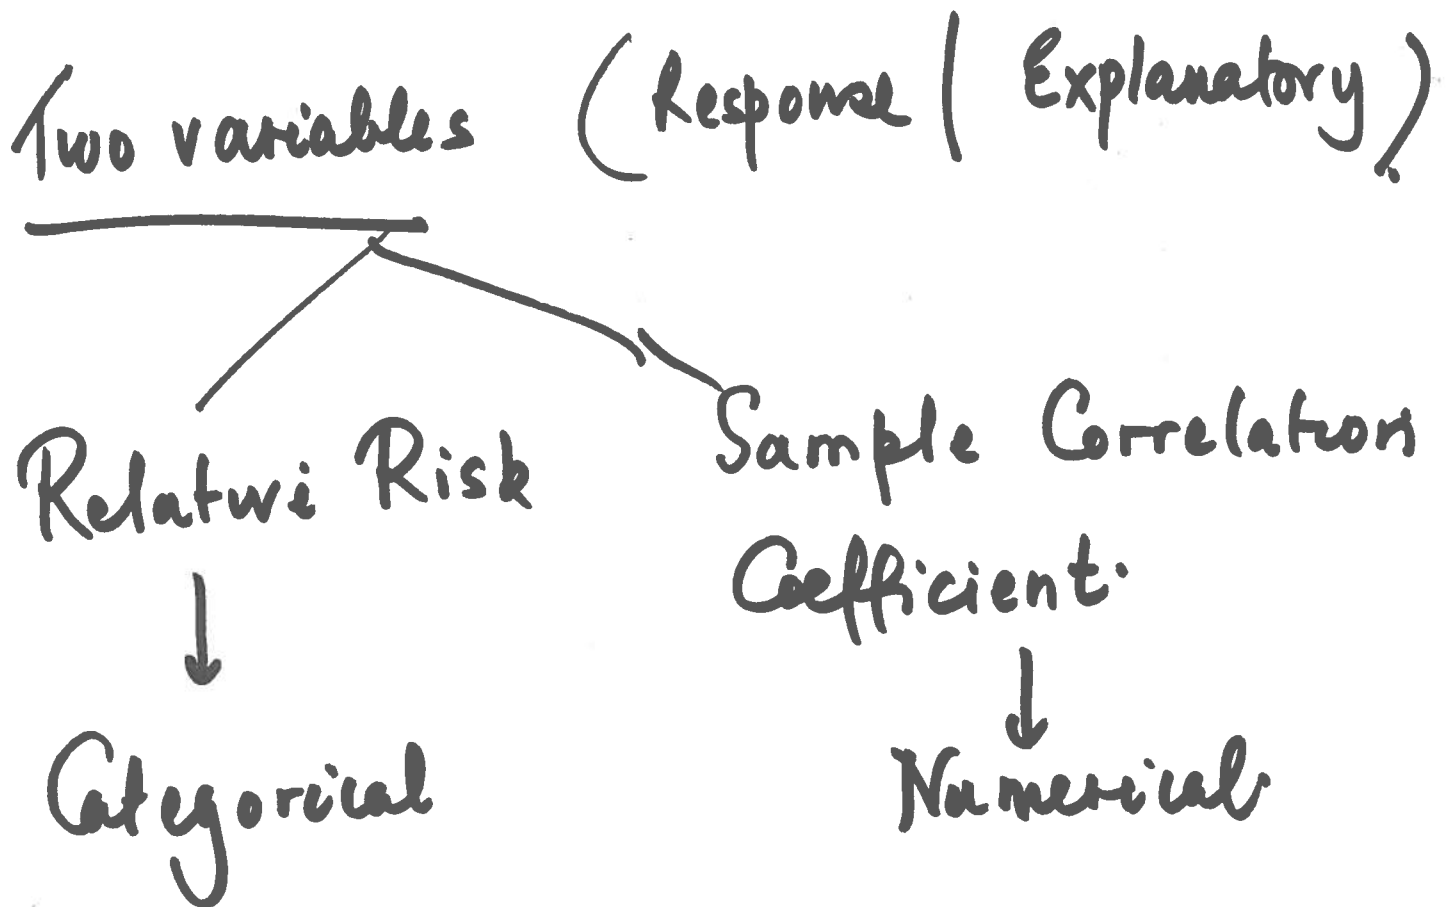 Two variables (Response | Explanatory)
Relative Risk
Sample Correlation
Coefficient.
Categorical
Numerical